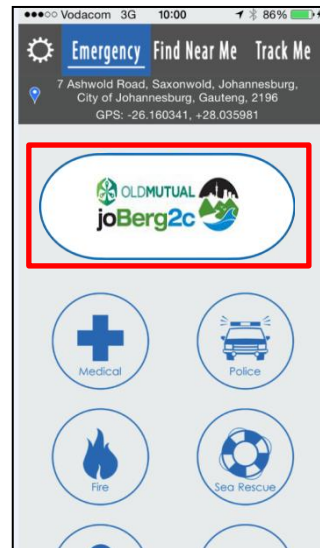 Vodacom 3G 10:00 86%
Emergency Find Near Me Track Me
7 Ashwold Road, Saxonwold, Johannesburg,
City of Johannesburg, Gauteng, 2196
GPS: -26.160341, +28.035981
OLDMUTUAL
joBerg2c
Medical Police
Fire Sea Rescue